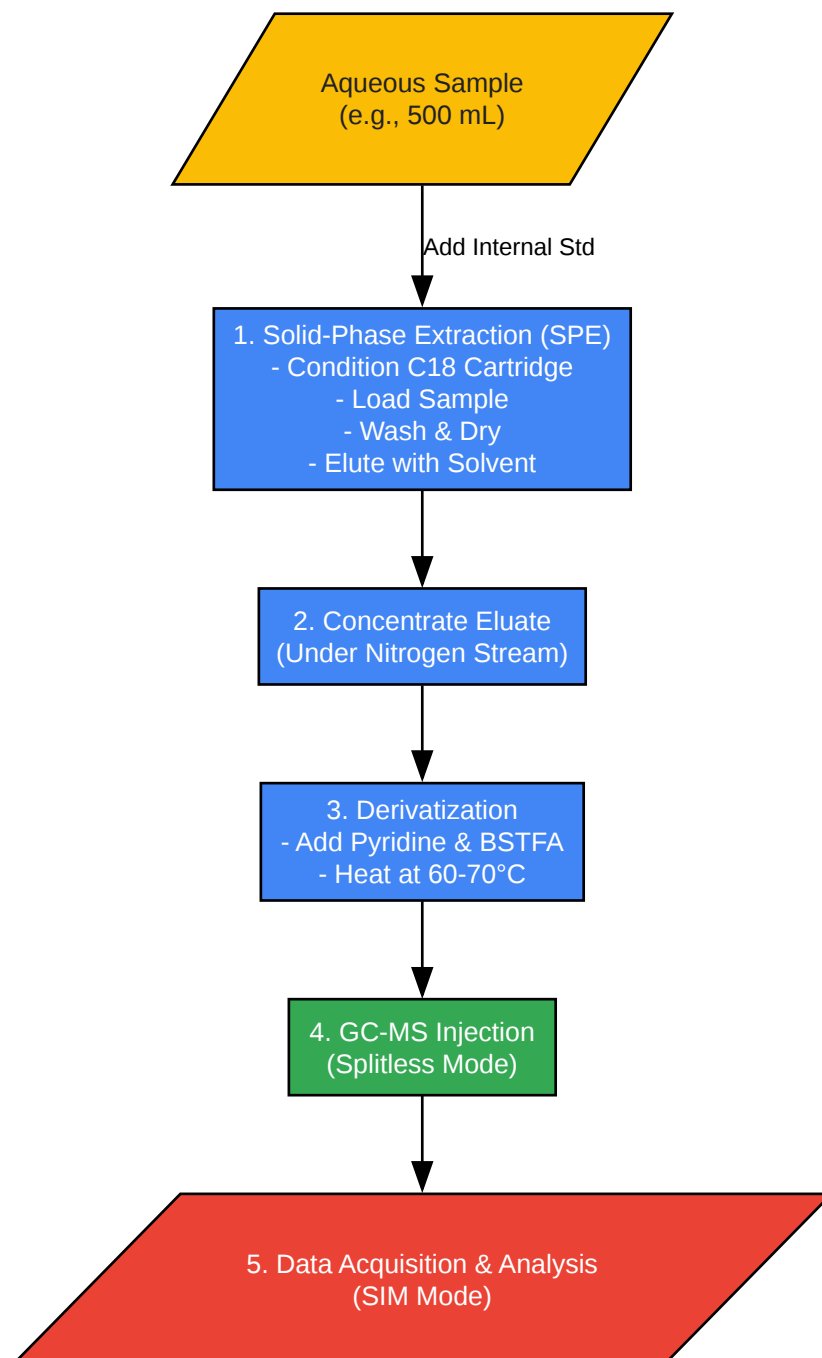 Aqueous Sample
(e.g., 500 mL)
Add Internal Std
1. Solid-Phase Extraction (SPE)
- Condition C18 Cartridge
- Load Sample
- Wash & Dry
- Elute with Solvent
2. Concentrate Eluate
(Under Nitrogen Stream)
3. Derivatization
- Add Pyridine & BSTFA
- Heat at 60-70°C
4. GC-MS Injection
(Splitless Mode)
5. Data Acquisition & Analysis
(SIM Mode)